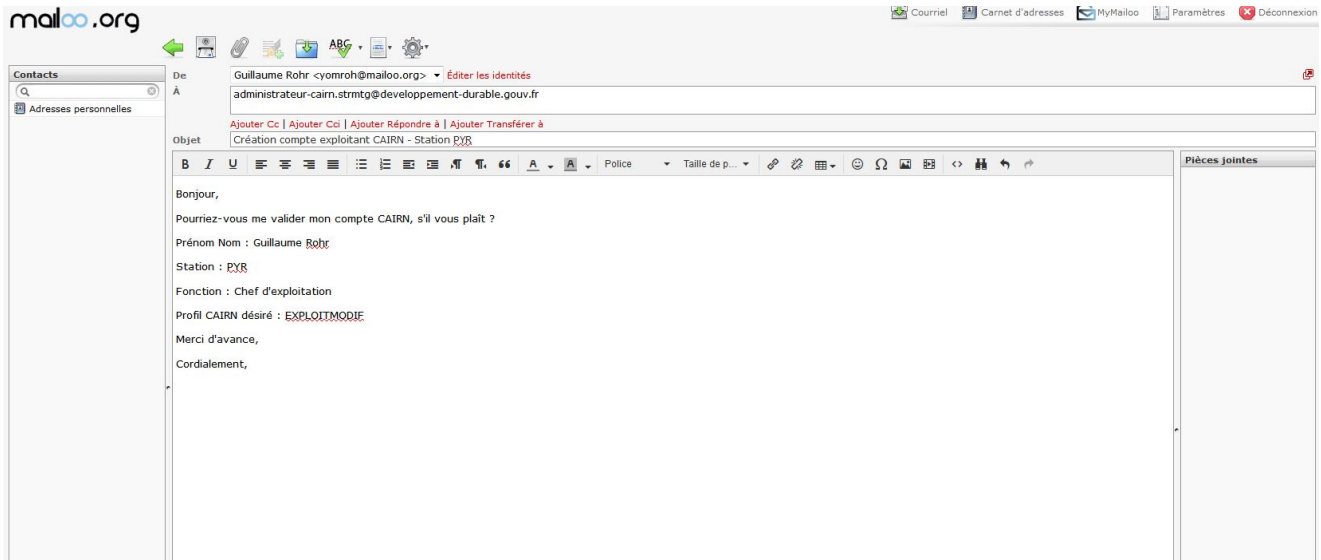 mailoo.org
Courriel Carnet d'adresses MyMailoo Paramètres Déconnexion
ABC
Contacts
Adresses personnelles
De Guillaume Rohr <yomroh@mailoo.org> Éditer les identités
À administrateur-cairn.strmtg@developpement-durable.gouv.fr
Ajouter Cc | Ajouter Cci | Ajouter Répondre à | Ajouter Transférer à
Objet Création compte exploitant CAIRN - Station PYR
B I U A A Police Taille de p... Ω
Pièces jointes
Bonjour,
Pourriez-vous me valider mon compte CAIRN, s'il vous plaît ?
Prénom Nom : Guillaume Rohr
Station : PYR
Fonction : Chef d'exploitation
Profil CAIRN désiré : EXPLOITMODIF
Merci d'avance,
Cordialement,